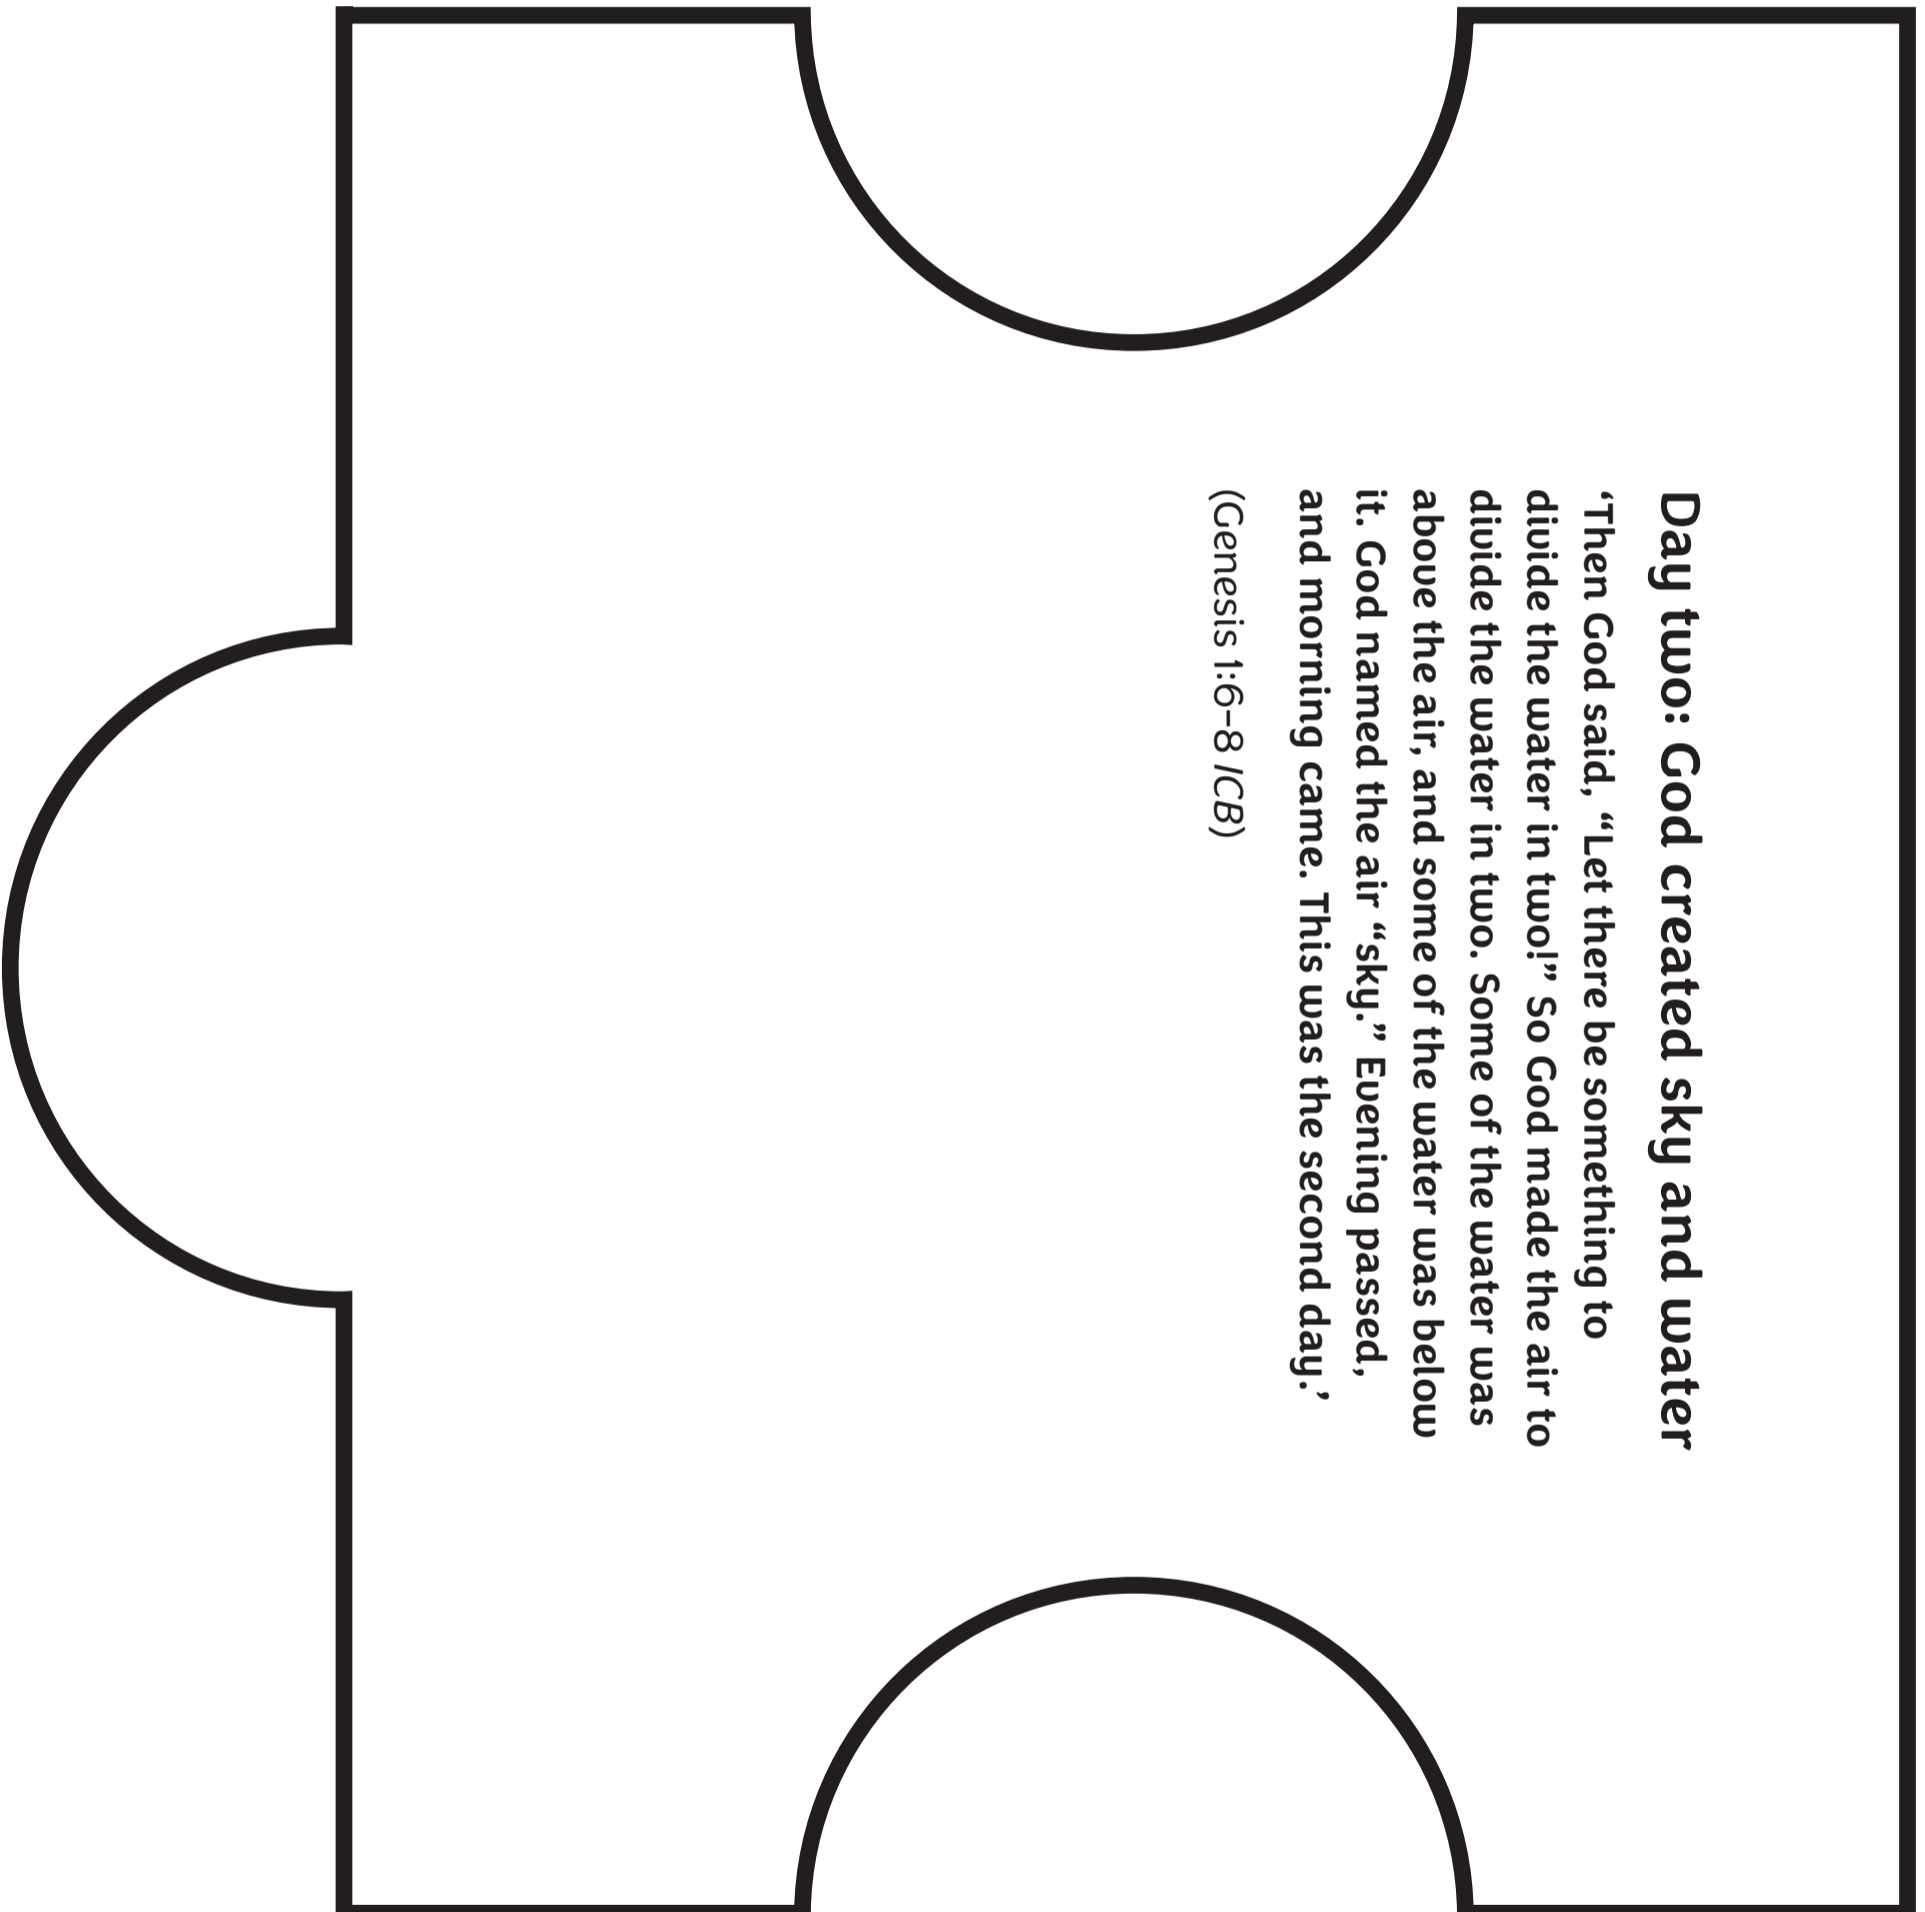 Day two: God created sky and water
‘Then God said, “Let there be something to
divide the water in two!” So God made the air to
divide the water in two. Some of the water was
above the air, and some of the water was below
it. God named the air “sky.” Evening passed,
and morning came. This was the second day.’
(Genesis 1:6–8 ICB)